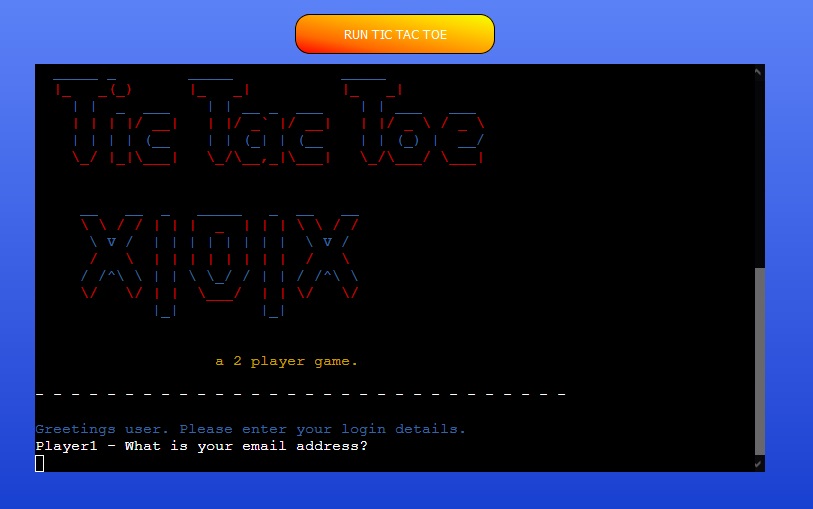 RUN TIC TAC TOE
Tic Tac Toe
X|O|X
a 2 player game.
- - - - - - - - - - - - - - - - - - - - - - - - - - - - - -
Greetings user. Please enter your login details.
Player1 - What is your email address?